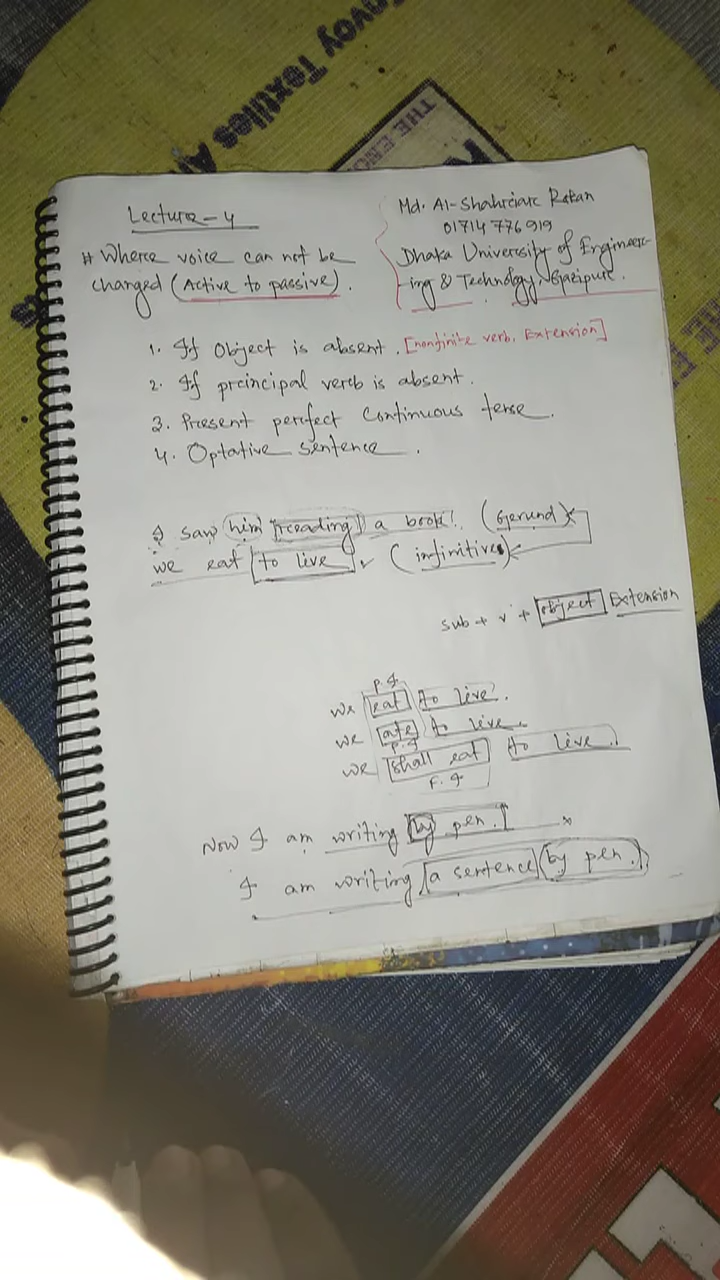 Lecture - 4
# Where voice can not be
changed (Active to passive).
Md. Al-Shahriar Rokan
01714 776 919
Dhaka University of Engineer-
ing & Technology, Gazipur.
1. If Object is absent. [nonfinite verb, Extension]
2. If principal verb is absent.
3. Present perfect Continuous tense.
4. Optative sentence.
I saw him reading a book. (Gerund)
we eat to live. (infinitive)
sub + v + object Extension
P.I
we eat to live.
we ate to live.
P.I
we shall eat to live.
F.I
Now I am writing by pen. x
I am writing a sentence by pen.
voy Textiles
THE